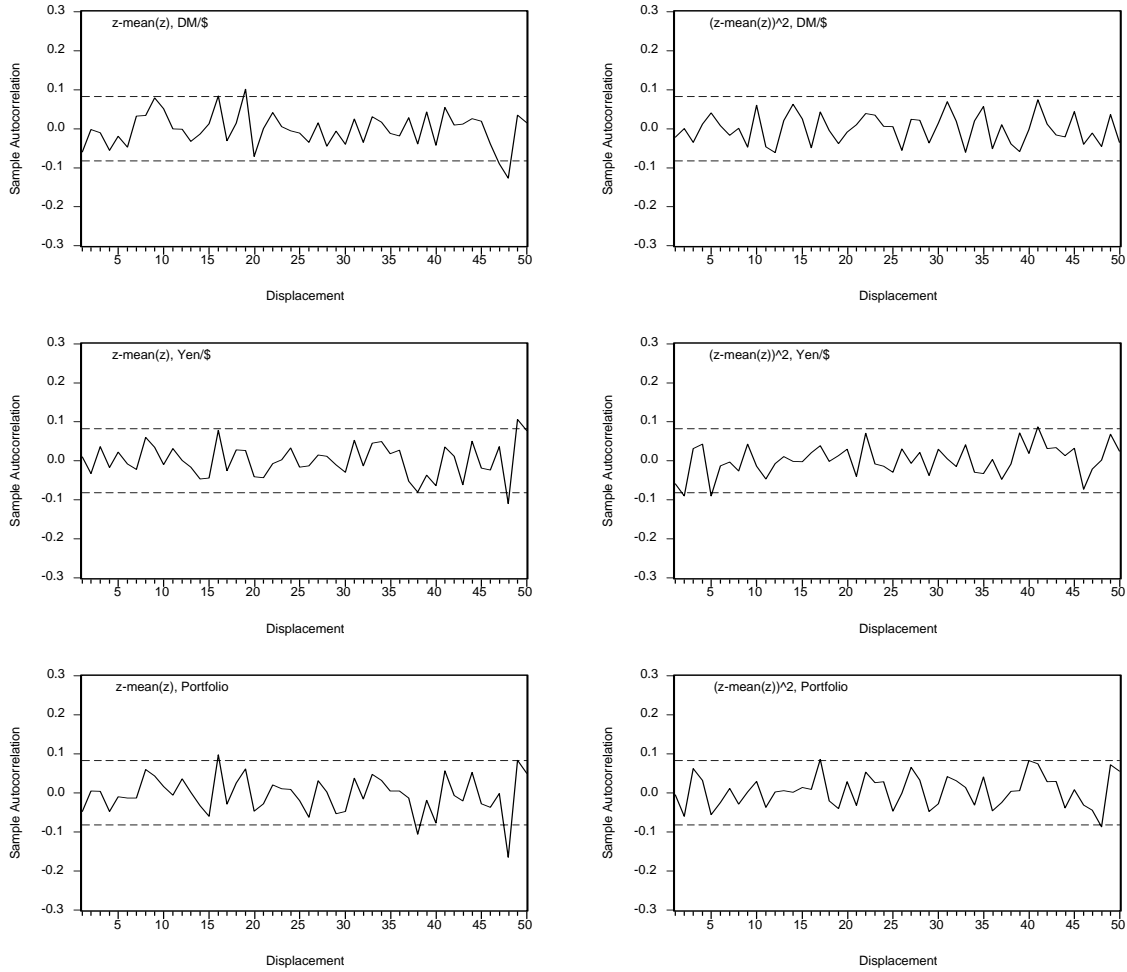 z-mean(z), DM/$
Sample Autocorrelation
0.3
0.2
0.1
0.0
-0.1
-0.2
-0.3
5 10 15 20 25 30 35 40 45 50
Displacement
(z-mean(z))^2, DM/$
Sample Autocorrelation
0.3
0.2
0.1
0.0
-0.1
-0.2
-0.3
5 10 15 20 25 30 35 40 45 50
Displacement
z-mean(z), Yen/$
Sample Autocorrelation
0.3
0.2
0.1
0.0
-0.1
-0.2
-0.3
5 10 15 20 25 30 35 40 45 50
Displacement
(z-mean(z))^2, Yen/$
Sample Autocorrelation
0.3
0.2
0.1
0.0
-0.1
-0.2
-0.3
5 10 15 20 25 30 35 40 45 50
Displacement
z-mean(z), Portfolio
Sample Autocorrelation
0.3
0.2
0.1
0.0
-0.1
-0.2
-0.3
5 10 15 20 25 30 35 40 45 50
Displacement
(z-mean(z))^2, Portfolio
Sample Autocorrelation
0.3
0.2
0.1
0.0
-0.1
-0.2
-0.3
5 10 15 20 25 30 35 40 45 50
Displacement